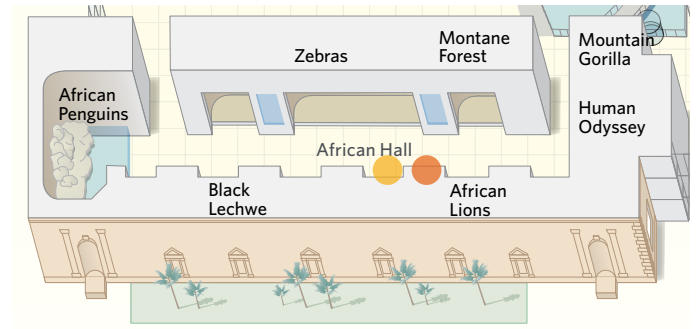 Zebras
Montane
Forest
Mountain
Gorilla
African
Penguins
Human
Odyssey
African Hall
Black
Lechwe
African
Lions